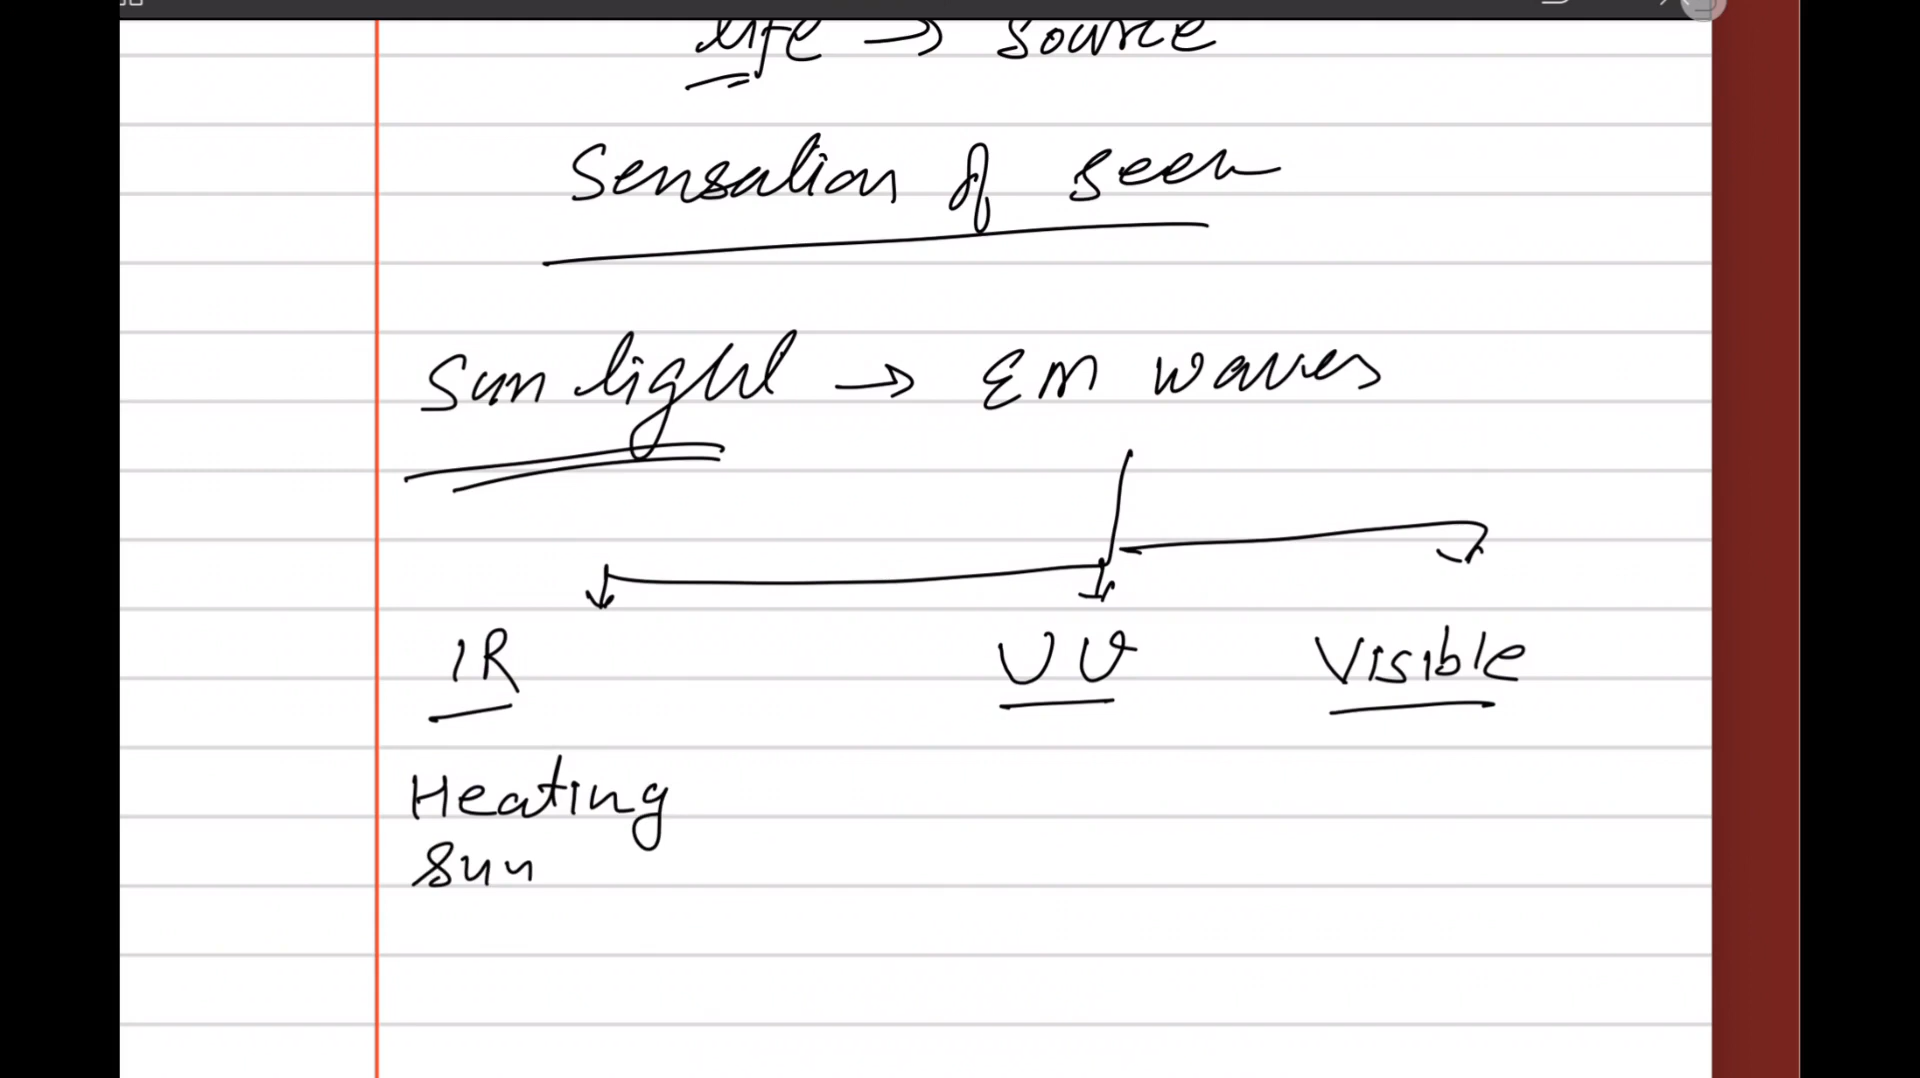 life → source
Sensation of seen
Sun light → EM waves
IR UV Visible
Heating
Sun